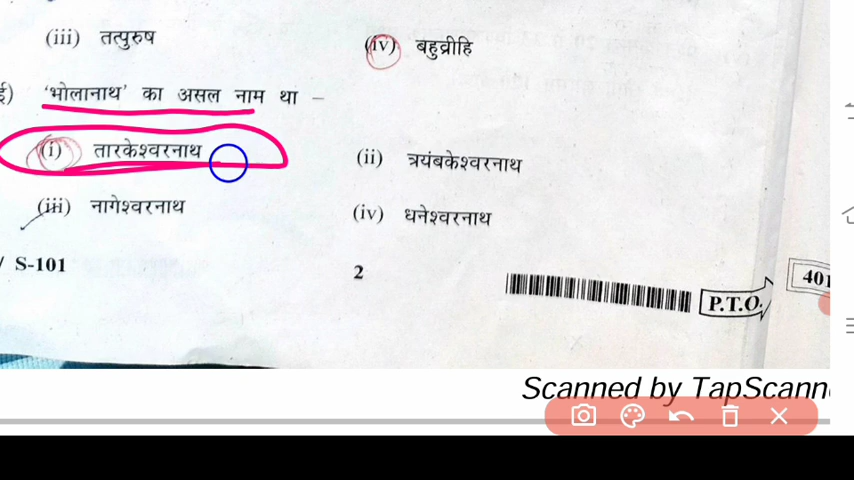 (iii) तत्पुरुष
(iv) बहुव्रीहि
ई) 'भोलानाथ' का असल नाम था –
(i) तारकेश्वरनाथ
(ii) त्रयंबकेश्वरनाथ
(iii) नागेश्वरनाथ
(iv) धनेश्वरनाथ
/ S-101
2
P.T.O.
401
Scanned by TapScann